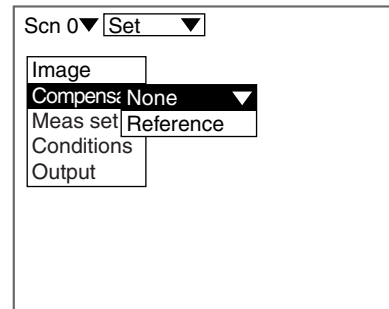 Scn 0▼ Set ▼
Image
Compensa None ▼
Meas set Reference
Conditions
Output